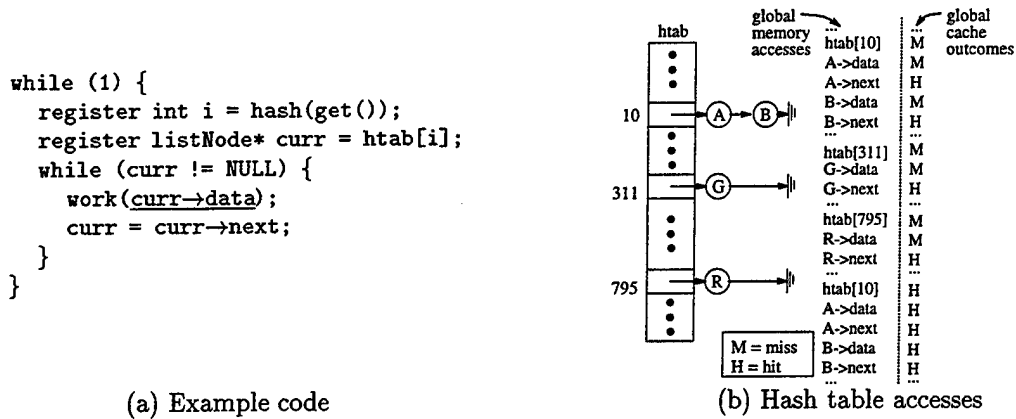 while (1) {
register int i = hash(get());
register listNode* curr = htab[i];
while (curr != NULL) {
work(curr→data);
curr = curr→next;
}
}
(a) Example code
global
memory
accesses
global
cache
outcomes
htab
10
311
795
A
B
G
R
...
htab[10] M
A->data M
A->next H
B->data M
B->next H
... ...
htab[311] M
G->data M
G->next H
... ...
htab[795] M
R->data M
R->next H
... ...
htab[10] H
A->data H
A->next H
B->data H
B->next H
... ...
M = miss
H = hit
(b) Hash table accesses